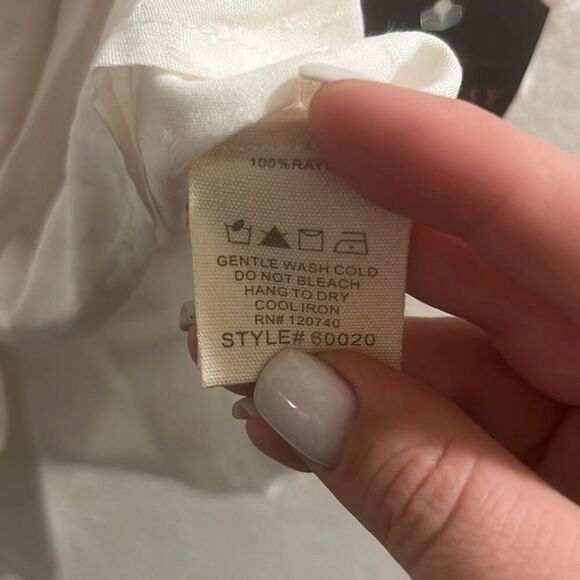 100%RAY
GENTLE WASH COLD
DO NOT BLEACH
HANG TO DRY
COOL IRON
RN# 120740
STYLE# 60020